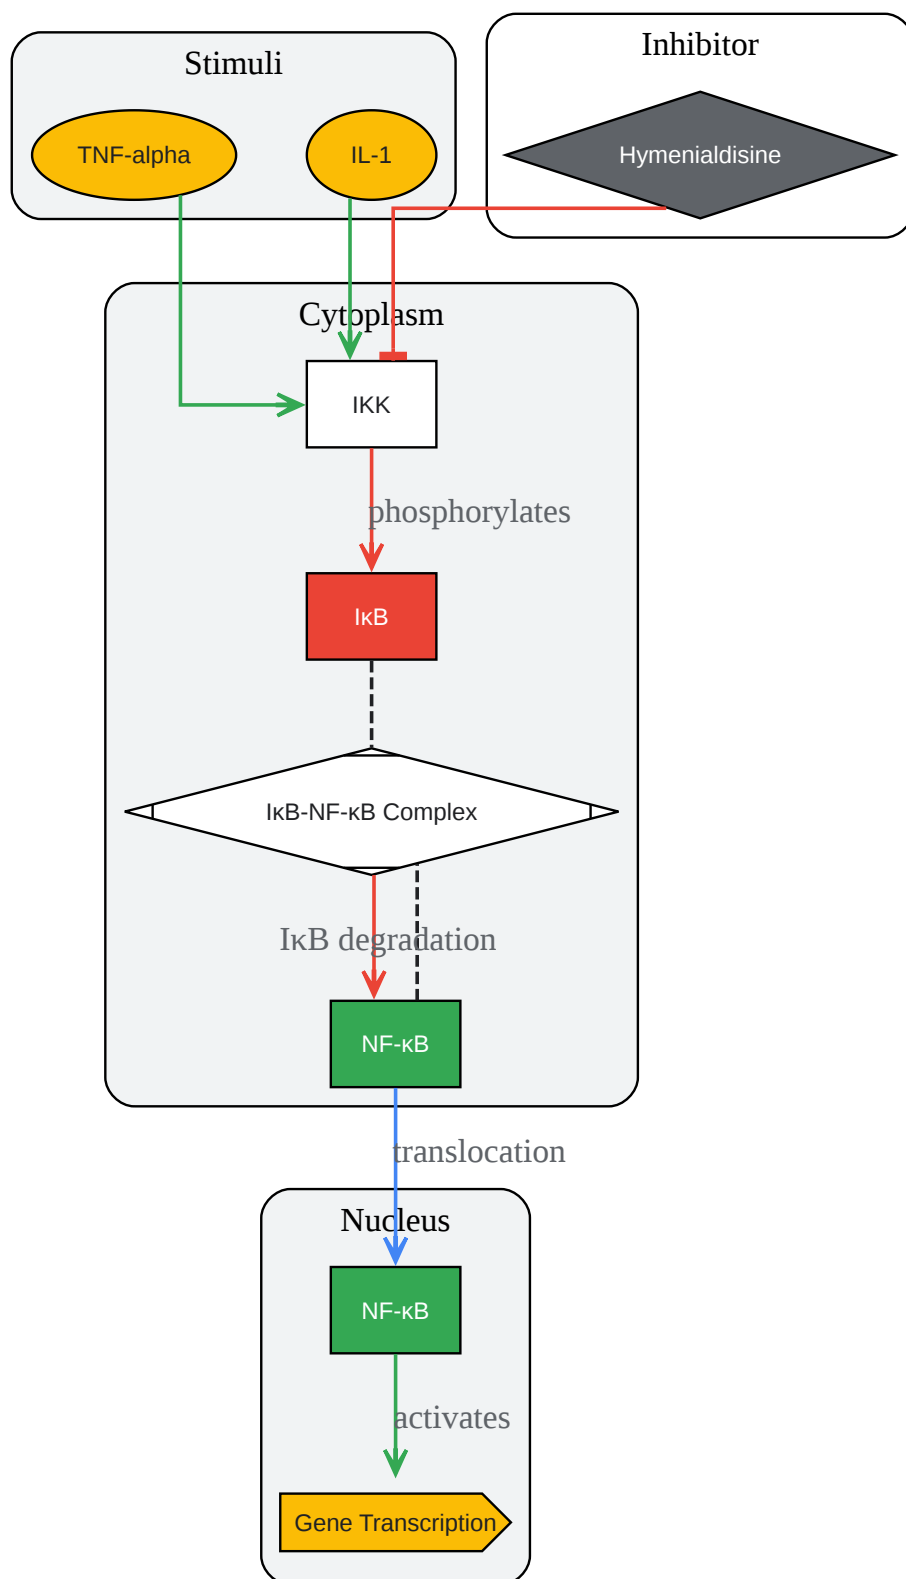 Stimuli
Inhibitor
TNF-alpha
IL-1
Hymenialdisine
Cytoplasm
IKK
phosphorylates
IκB
IκB-NF-κB Complex
IκB degradation
NF-κB
translocation
Nucleus
NF-κB
activates
Gene Transcription